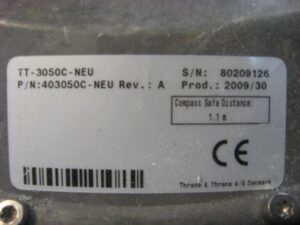 TT-3050C-NEU S/N: 80209126
P/N:403050C-NEU Rev.: A Prod.: 2009/30
Compass Safe Distance:
1.1 m
CE
Thrane & Thrane A/S Denmark